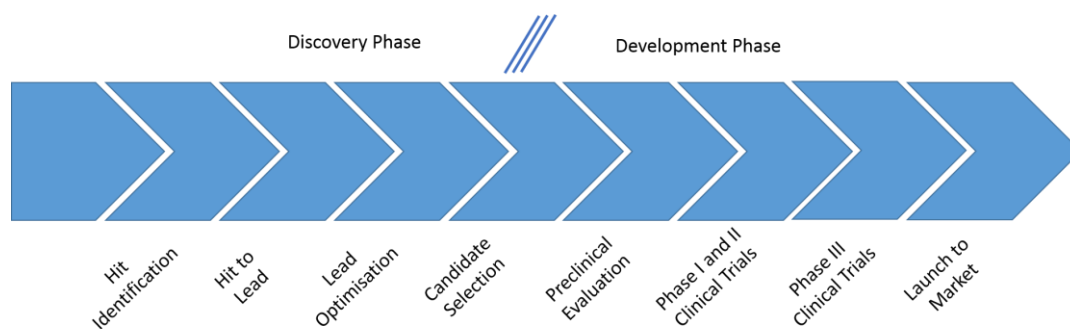 Discovery Phase
Development Phase
Hit
Identification
Hit to
Lead
Lead
Optimisation
Candidate
Selection
Preclinical
Evaluation
Phase I and II
Clinical Trials
Phase III
Clinical Trials
Launch to
Market